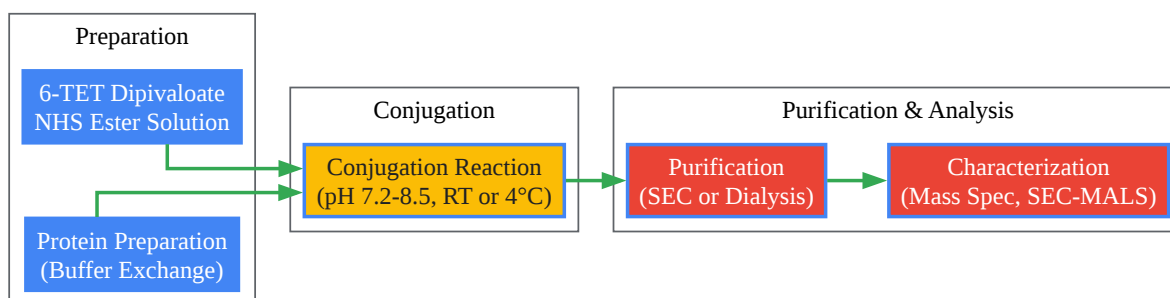 Preparation
6-TET Dipivaloate
NHS Ester Solution
Protein Preparation
(Buffer Exchange)
Conjugation
Conjugation Reaction
(pH 7.2-8.5, RT or 4°C)
Purification & Analysis
Purification
(SEC or Dialysis)
Characterization
(Mass Spec, SEC-MALS)